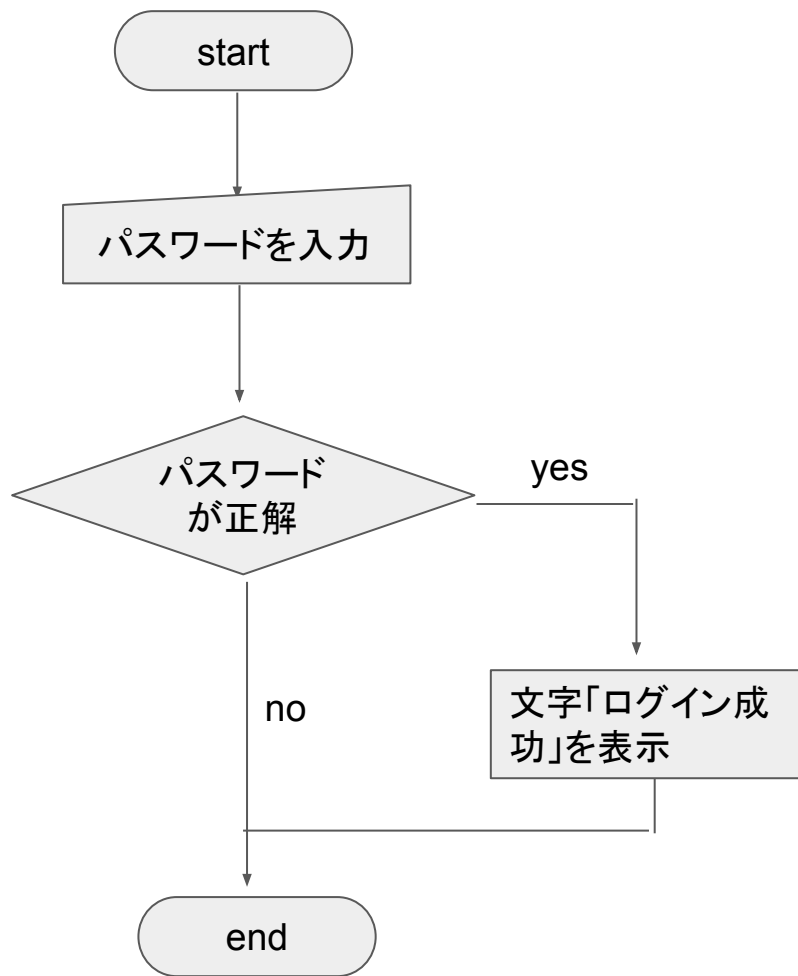 start
パスワードを入力
パスワード
が正解
yes
no
文字「ログイン成
功」を表示
end